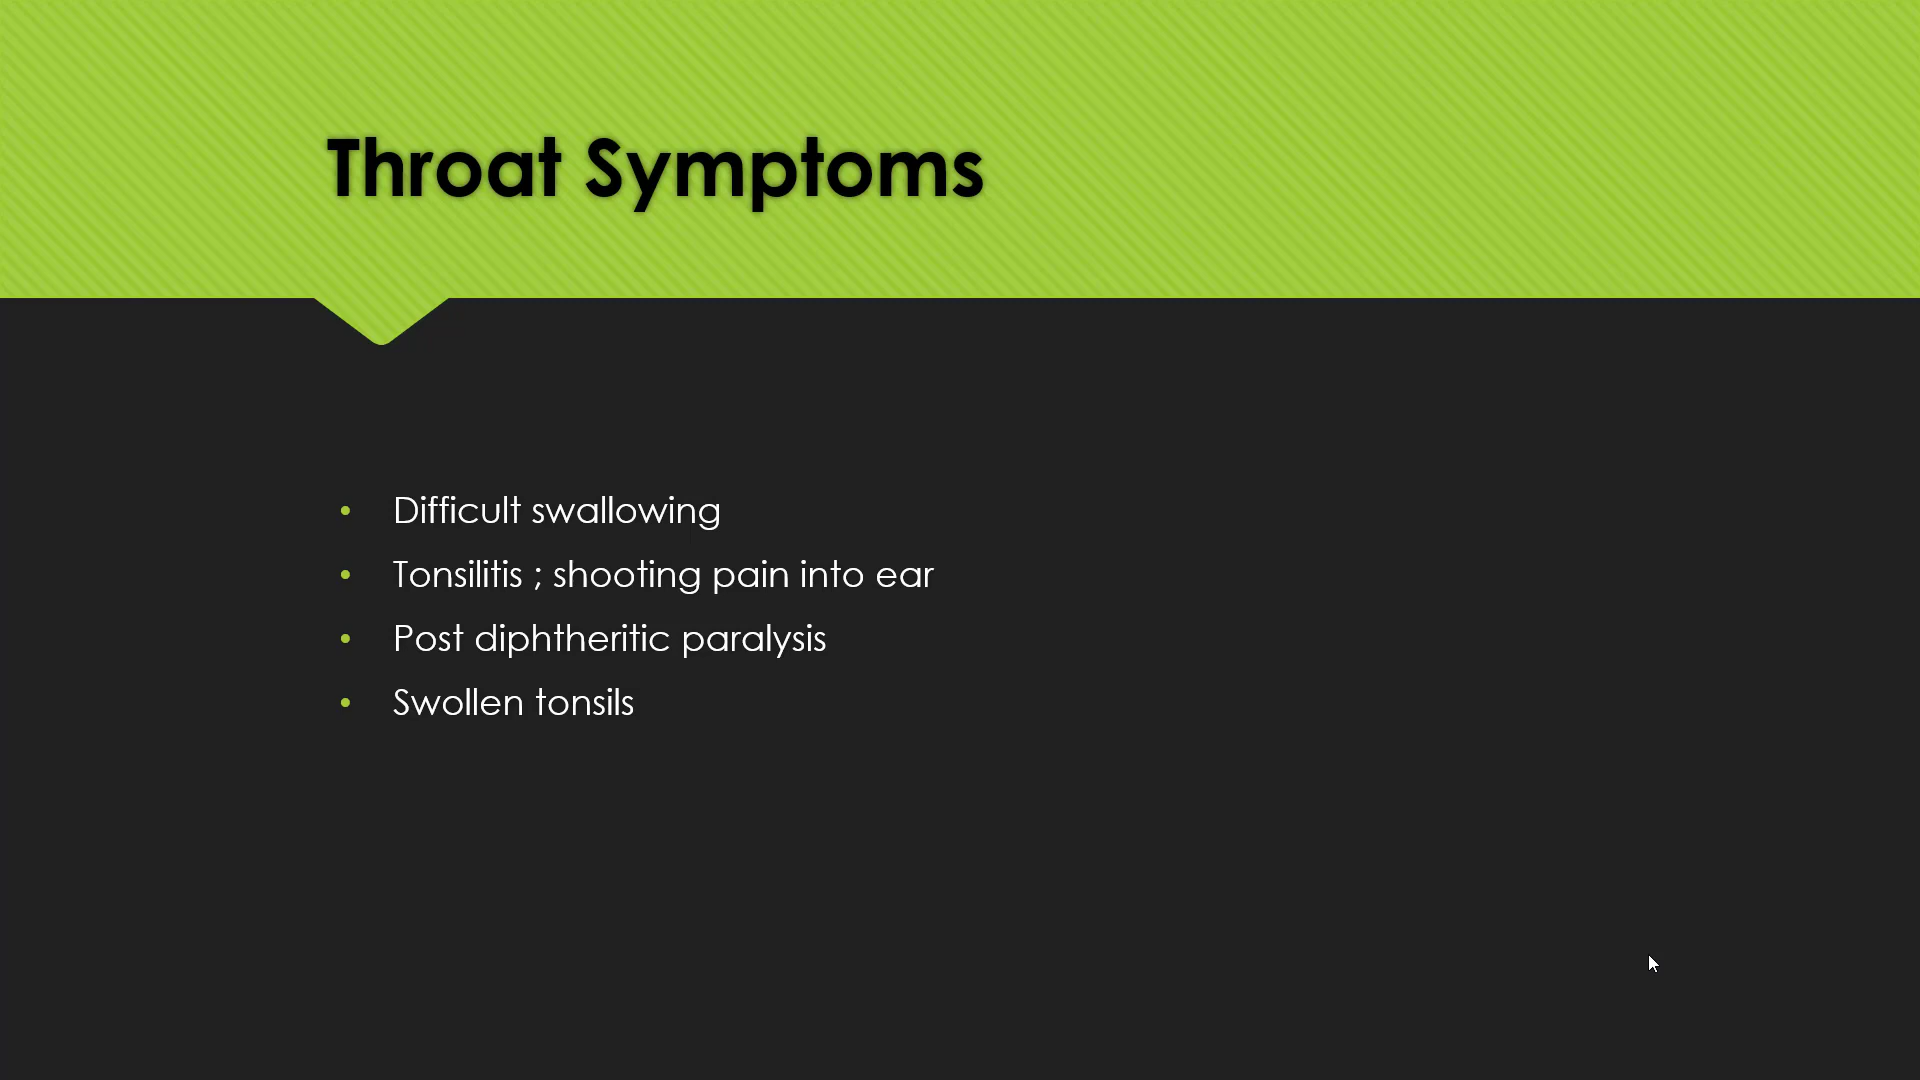 Throat Symptoms
• Difficult swallowing
• Tonsilitis ; shooting pain into ear
• Post diphtheritic paralysis
• Swollen tonsils